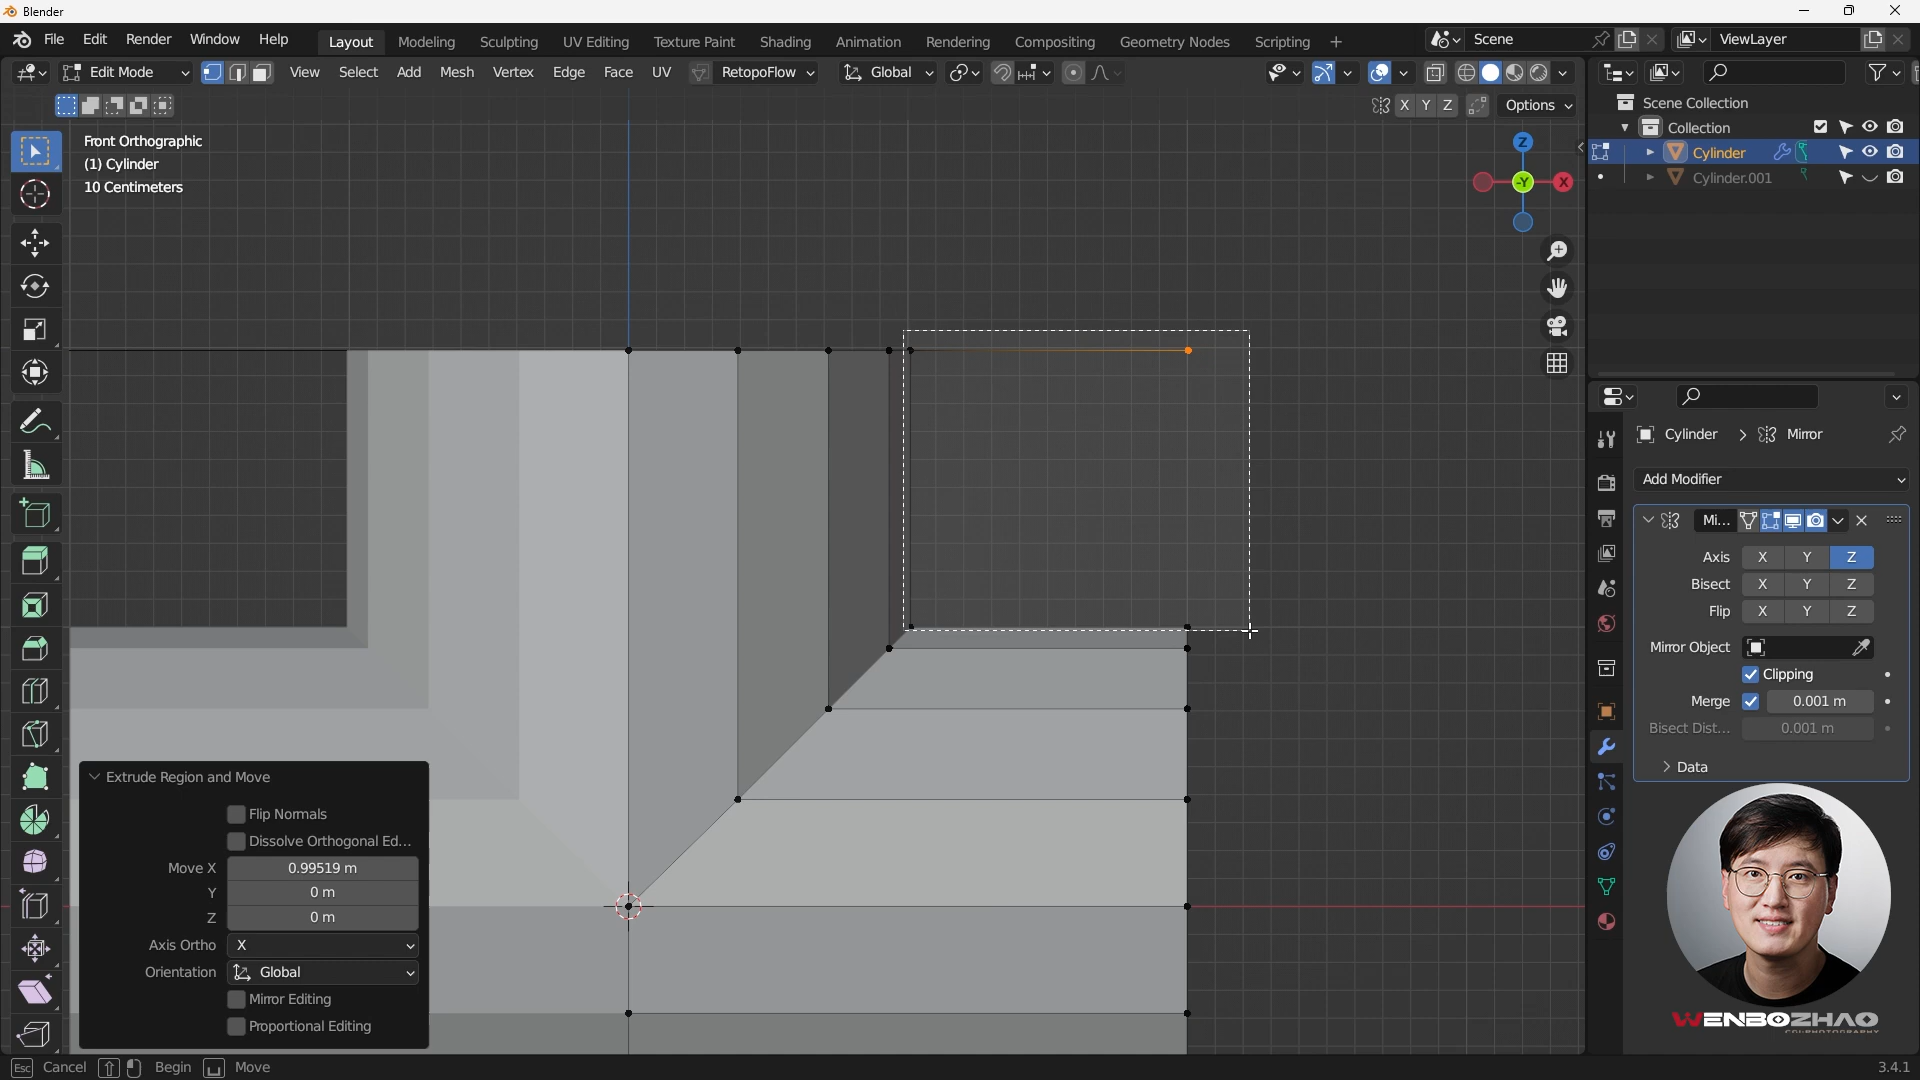 Blender
File Edit Render Window Help Layout Modeling Sculpting UV Editing Texture Paint Shading Animation Rendering Compositing Geometry Nodes Scripting + Scene ViewLayer
Edit Mode View Select Add Mesh Vertex Edge Face UV RetopoFlow Global
X Y Z Options
Front Orthographic
(1) Cylinder
10 Centimeters
Z
-Y X
Scene Collection
Collection
Cylinder
Cylinder.001
Cylinder > Mirror
Add Modifier
Mi...
Axis X Y Z
Bisect X Y Z
Flip X Y Z
Mirror Object
Clipping
Merge 0.001 m
Bisect Dist... 0.001 m
Data
Extrude Region and Move
Flip Normals
Dissolve Orthogonal Ed...
Move X 0.99519 m
Y 0 m
Z 0 m
Axis Ortho X
Orientation Global
Mirror Editing
Proportional Editing
WENBOZHAO
Esc Cancel Begin Move 3.4.1